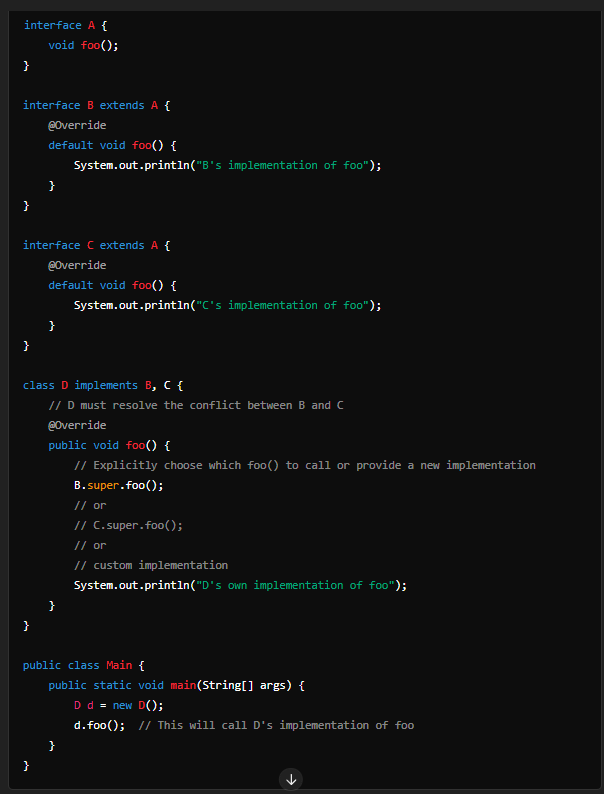 interface A {
    void foo();
}

interface B extends A {
    @Override
    default void foo() {
        System.out.println("B's implementation of foo");
    }
}

interface C extends A {
    @Override
    default void foo() {
        System.out.println("C's implementation of foo");
    }
}

class D implements B, C {
    // D must resolve the conflict between B and C
    @Override
    public void foo() {
        // Explicitly choose which foo() to call or provide a new implementation
        B.super.foo();
        // or
        // C.super.foo();
        // or
        // custom implementation
        System.out.println("D's own implementation of foo");
    }
}

public class Main {
    public static void main(String[] args) {
        D d = new D();
        d.foo();  // This will call D's implementation of foo
    }
}